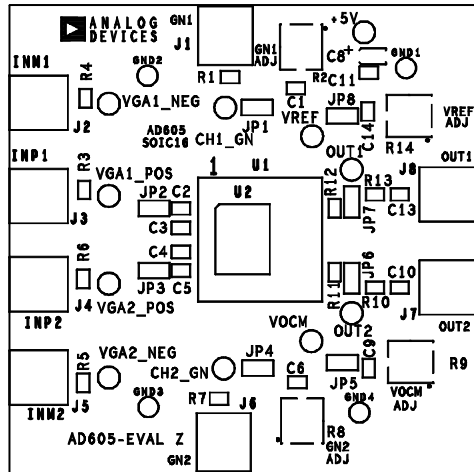 ANALOG
DEVICES
GN1
J1
GN1
ADJ
+5V
C8
+
GND1
C11
R2
INM1
R4
GND2
R1
C1
VGA1_NEG
J2
JP1
AD605
SOIC16
CH1_GN
VREF
JP8
C14
R14
VREF
ADJ
INP1
R3
VGA1_POS
J3
1
U1
U2
OUT1
J8
OUT1
JP2
C2
C3
R12
JP7
R13
C13
R6
C4
JP3
C5
J4
VGA2_POS
INP2
R11
JP6
R10
C10
J7
OUT2
OUT2
VOCM
R5
VGA2_NEG
J5
INM2
CH2_GN
JP4
C6
JP5
C9
R9
VOCM
ADJ
GND3
R7
J6
GND4
R8
GN2
ADJ
AD605-EVAL Z
GN2